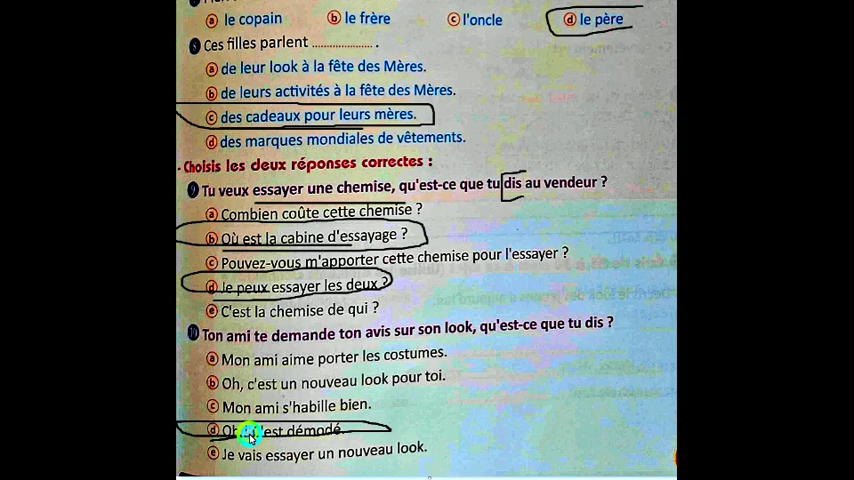 ⓐ le copain ⓑ le frère ⓒ l'oncle ⓓ le père
8 Ces filles parlent ..................... .
ⓐ de leur look à la fête des Mères.
ⓑ de leurs activités à la fête des Mères.
ⓒ des cadeaux pour leurs mères.
ⓓ des marques mondiales de vêtements.
- Choisis les deux réponses correctes :
9 Tu veux essayer une chemise, qu'est-ce que tu dis au vendeur ?
ⓐ Combien coûte cette chemise ?
ⓑ Où est la cabine d'essayage ?
ⓒ Pouvez-vous m'apporter cette chemise pour l'essayer ?
ⓓ Je peux essayer les deux ?
ⓔ C'est la chemise de qui ?
10 Ton ami te demande ton avis sur son look, qu'est-ce que tu dis ?
ⓐ Mon ami aime porter les costumes.
ⓑ Oh, c'est un nouveau look pour toi.
ⓒ Mon ami s'habille bien.
ⓓ Oh c'est démodé.
ⓔ Je vais essayer un nouveau look.